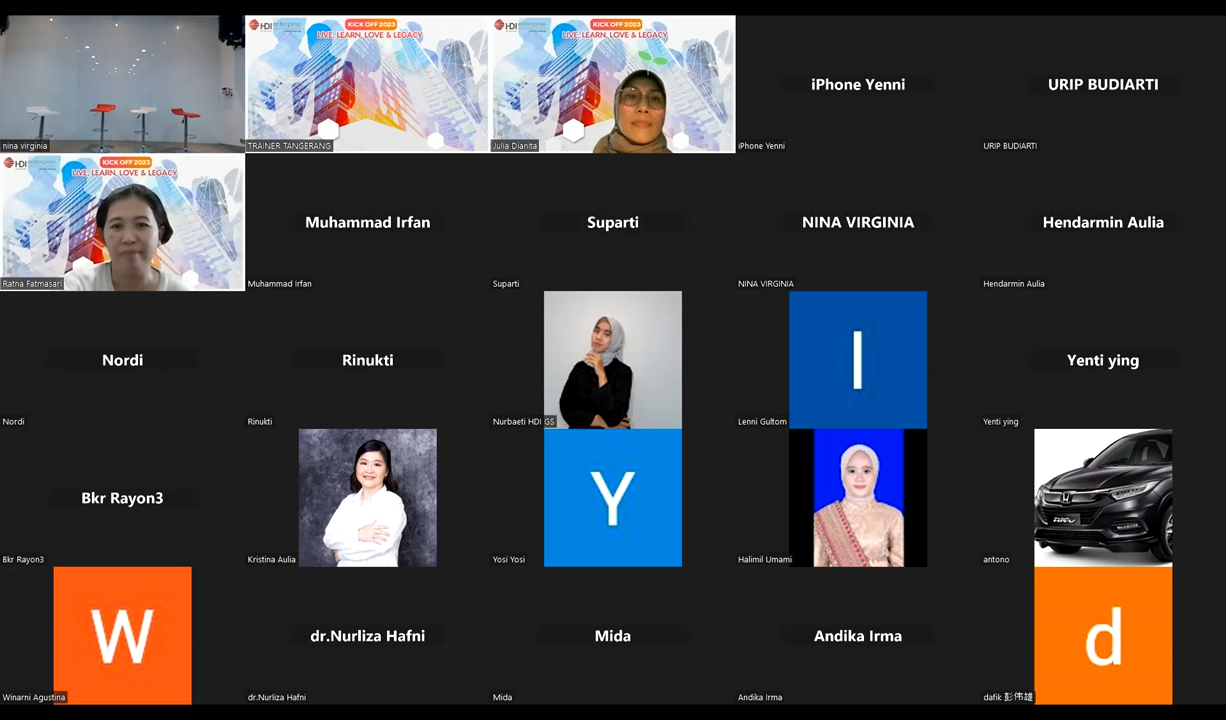 HDI enterprise
KICK OFF 2023
LIVE, LEARN, LOVE & LEGACY
HDI enterprise
KICK OFF 2023
LIVE, LEARN, LOVE & LEGACY
iPhone Yenni
URIP BUDIARTI
nina virginia
TRAINER TANGERANG
Julia Dianita
iPhone Yenni
URIP BUDIARTI
HDI enterprise
KICK OFF 2023
LIVE, LEARN, LOVE & LEGACY
Muhammad Irfan
Suparti
NINA VIRGINIA
Hendarmin Aulia
Ratna Fatmasari
Muhammad Irfan
Suparti
NINA VIRGINIA
Hendarmin Aulia
Nordi
Rinukti
I
Yenti ying
Nordi
Rinukti
Nurbaeti HDI GS
Lenni Gultom
Yenti ying
Bkr Rayon3
Y
HR-V
Bkr Rayon3
Kristina Aulia
Yosi Yosi
Halimil Umami
antono
W
dr.Nurliza Hafni
Mida
Andika Irma
d
Winarni Agustina
dr.Nurliza Hafni
Mida
Andika Irma
dafik 彭伟雄